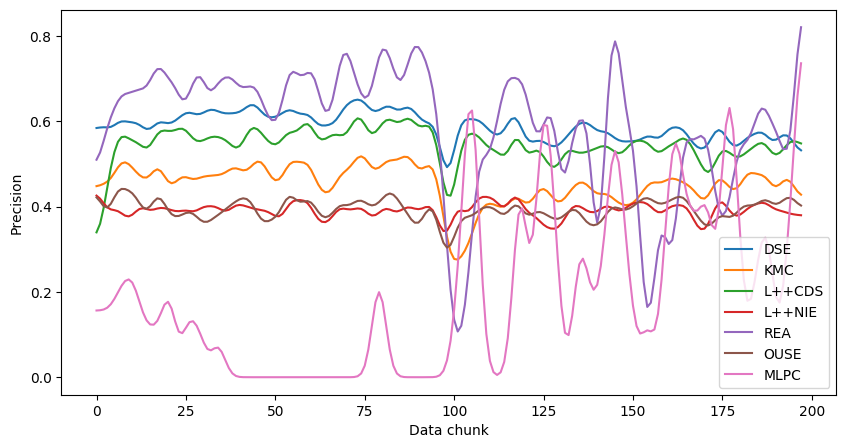 0.8
0.6
0.4
0.2
0.0
Precision
0
25
50
75
100
125
150
175
200
Data chunk
DSE
KMC
L++CDS
L++NIE
REA
OUSE
MLPC